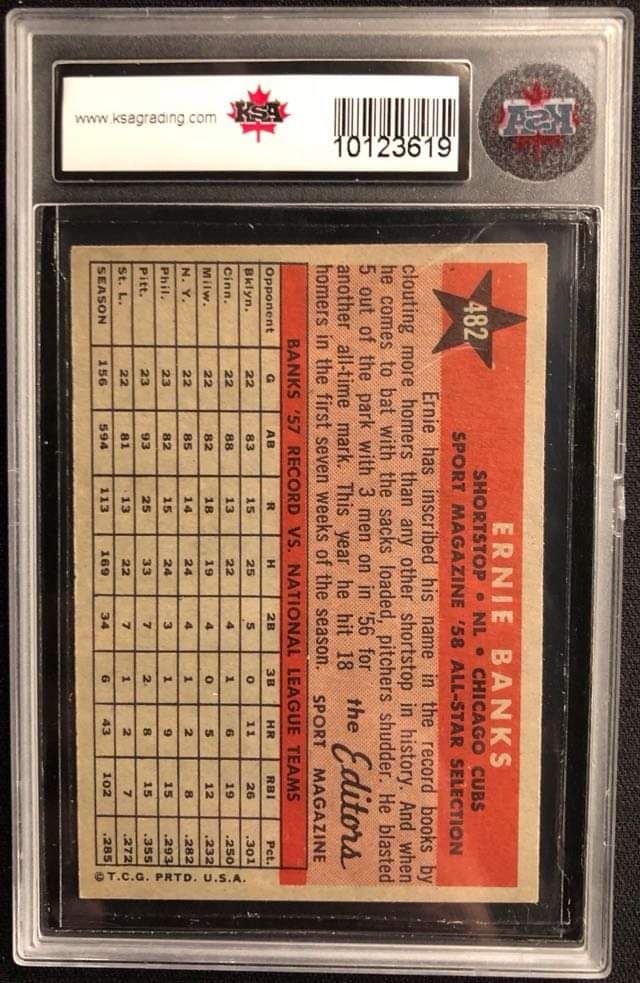 www.ksagrading.com
KSA
10123619
KSA
482
ERNIE BANKS
SHORTSTOP • NL • CHICAGO CUBS
SPORT MAGAZINE '58 ALL-STAR SELECTION
Ernie has inscribed his name in the record books by
clouting more homers than any other shortstop in history. And when
he comes to bat with the sacks loaded, pitchers shudder. He blasted
5 out of the park with 3 men on in '56 for
another all-time mark. This year he hit 18
homers in the first seven weeks of the season.
the Editors
SPORT MAGAZINE
BANKS '57 RECORD VS. NATIONAL LEAGUE TEAMS
Opponent G AB R H 2B 3B HR RBI Pct.
Bklyn. 22 83 15 25 5 0 11 26 .301
Cinn. 22 88 13 22 4 1 6 19 .250
Milw. 22 82 18 19 4 0 5 12 .232
N. Y. 22 85 14 24 4 1 2 8 .282
Phil. 23 82 15 24 3 1 9 15 .293
Pitt. 23 93 25 33 7 2 8 15 .355
St. L. 22 81 13 22 7 1 2 7 .272
SEASON 156 594 113 169 34 6 43 102 .285
© T.C.G. PRTD. U.S.A.